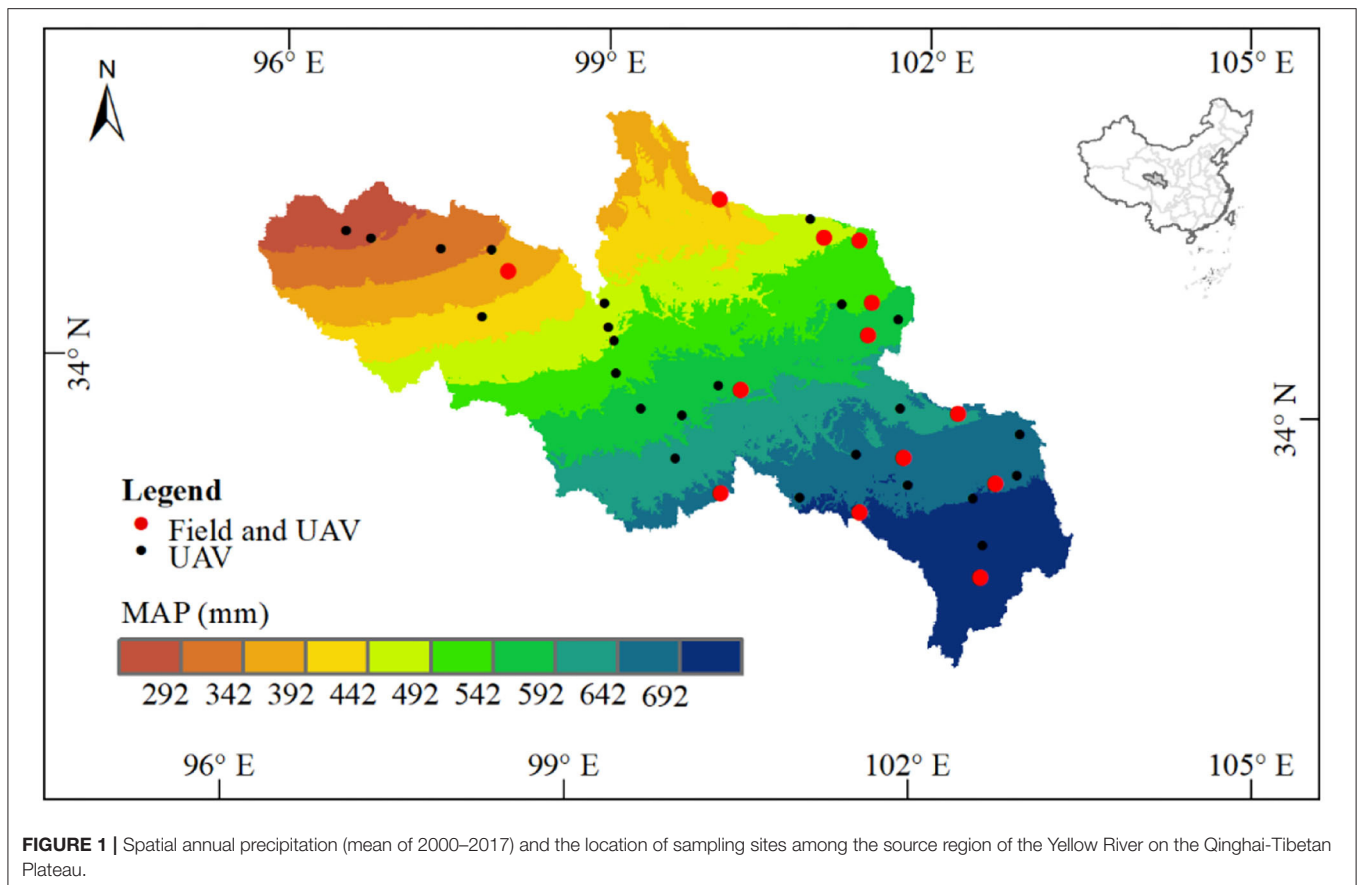 96° E 99° E 102° E 105° E
N
34° N
34° N
Legend
Field and UAV
UAV
MAP (mm)
292 342 392 442 492 542 592 642 692
96° E 99° E 102° E 105° E
FIGURE 1 | Spatial annual precipitation (mean of 2000–2017) and the location of sampling sites among the source region of the Yellow River on the Qinghai-Tibetan
Plateau.